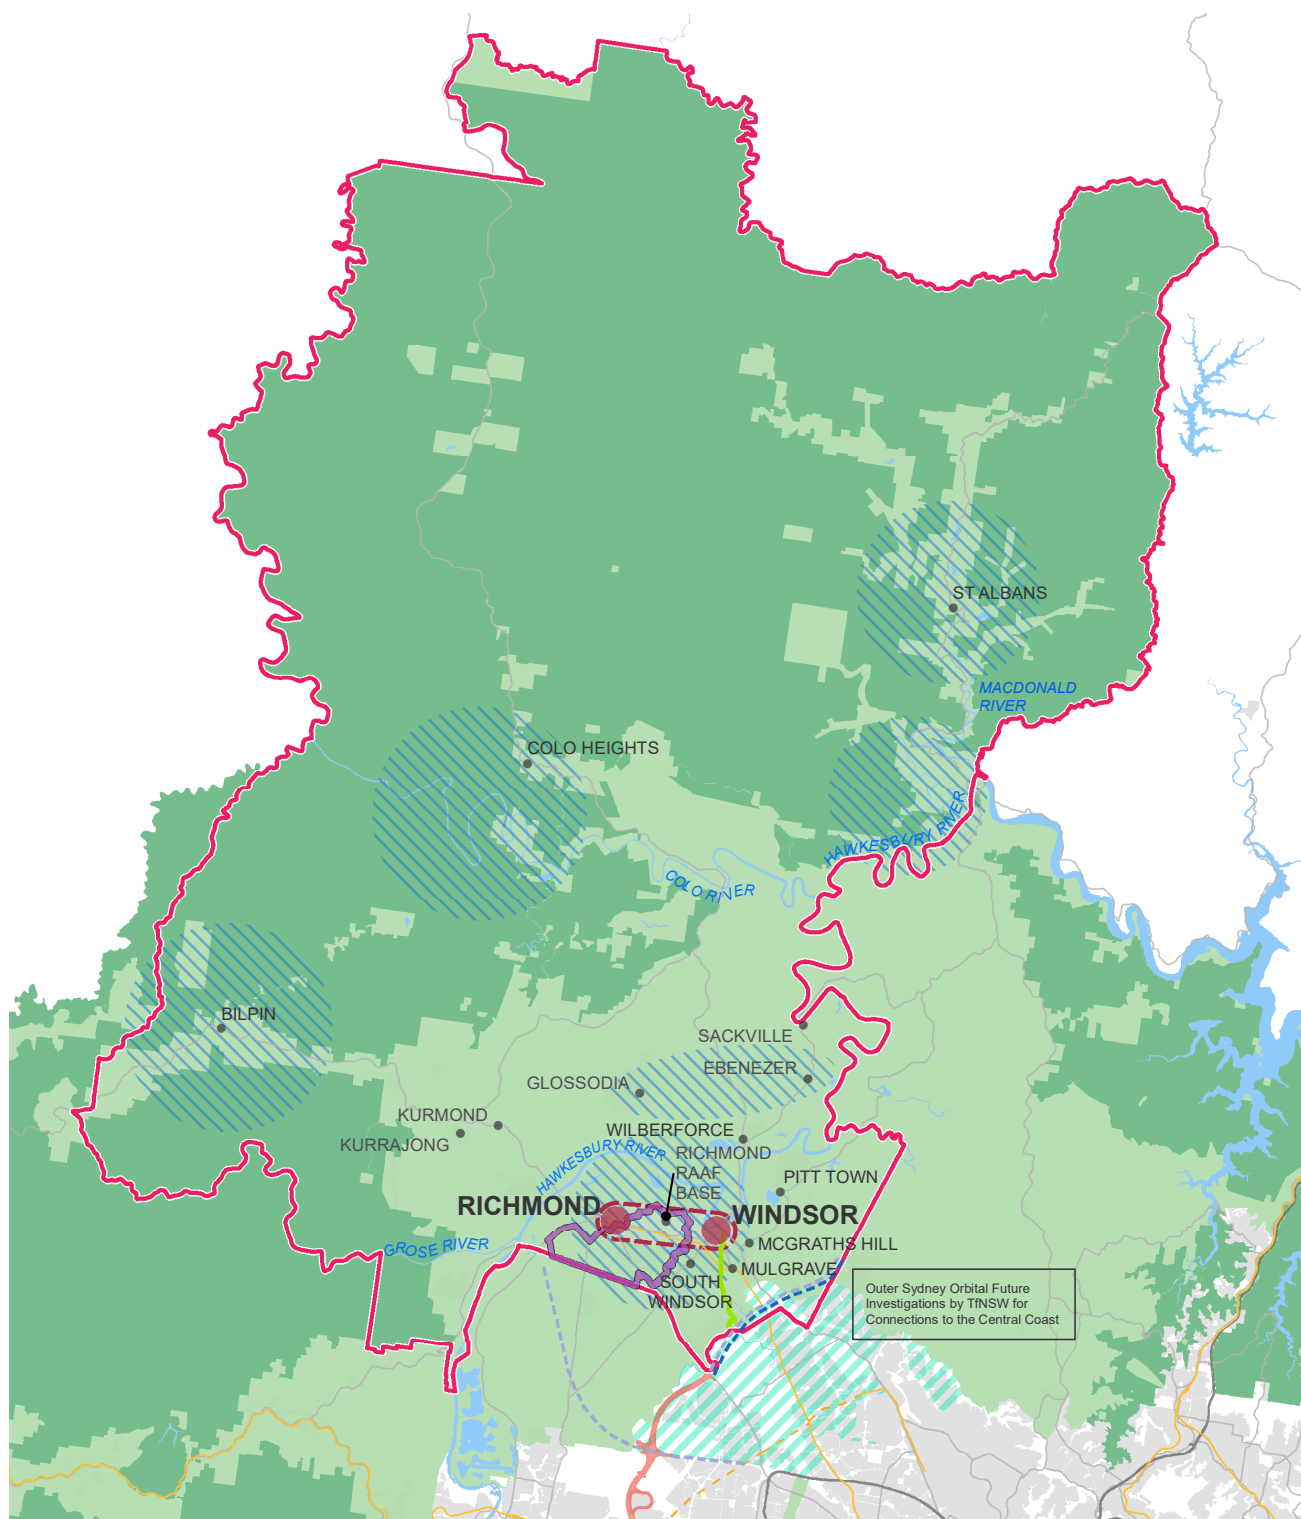 ST ALBANS
MACDONALD
RIVER
COLO HEIGHTS
HAWKESBURY RIVER
COLO RIVER
BILPIN
SACKVILLE
EBENEZER
GLOSSODIA
KURMOND
WILBERFORCE
KURRAJONG
HAWKESBURY RIVER
RICHMOND
RAAF
BASE
PITT TOWN
RICHMOND
WINDSOR
GROSE RIVER
MCGRATHS HILL
MULGRAVE
SOUTH
WINDSOR
Outer Sydney Orbital Future
Investigations by TfNSW for
Connections to the Central Coast